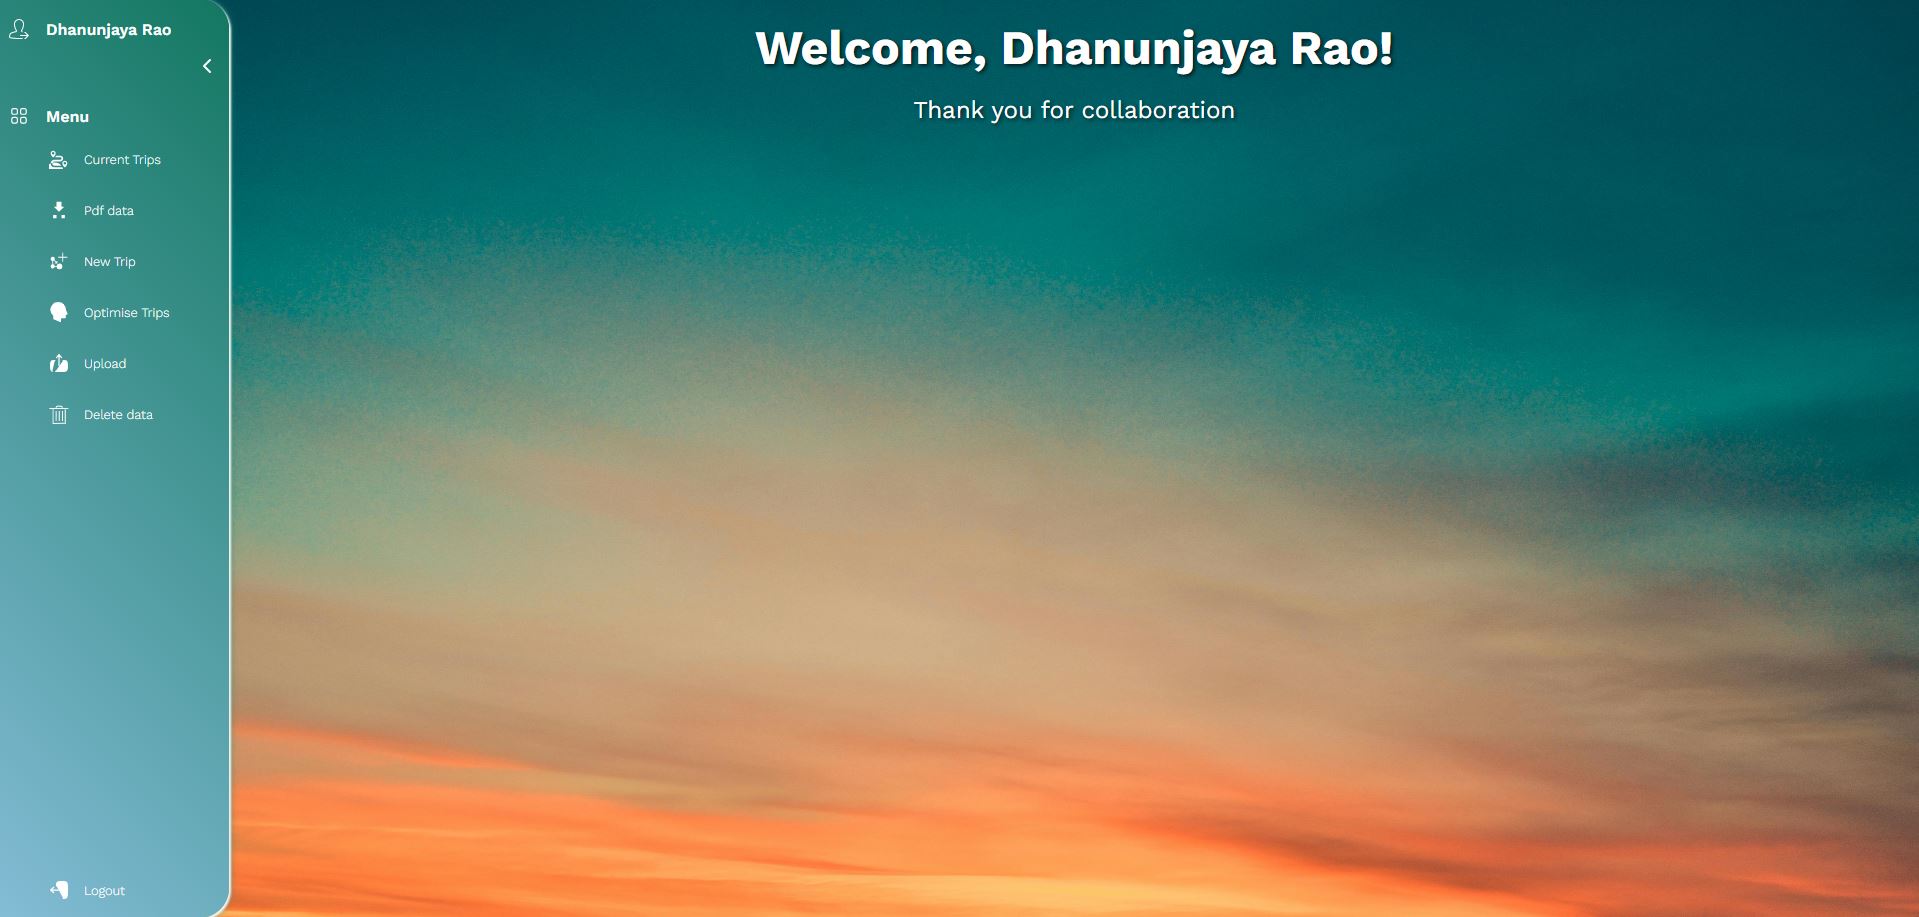 Dhanunjaya Rao
Menu
Current Trips
Pdf data
New Trip
Optimise Trips
Upload
Delete data
Logout
Welcome, Dhanunjaya Rao!
Thank you for collaboration